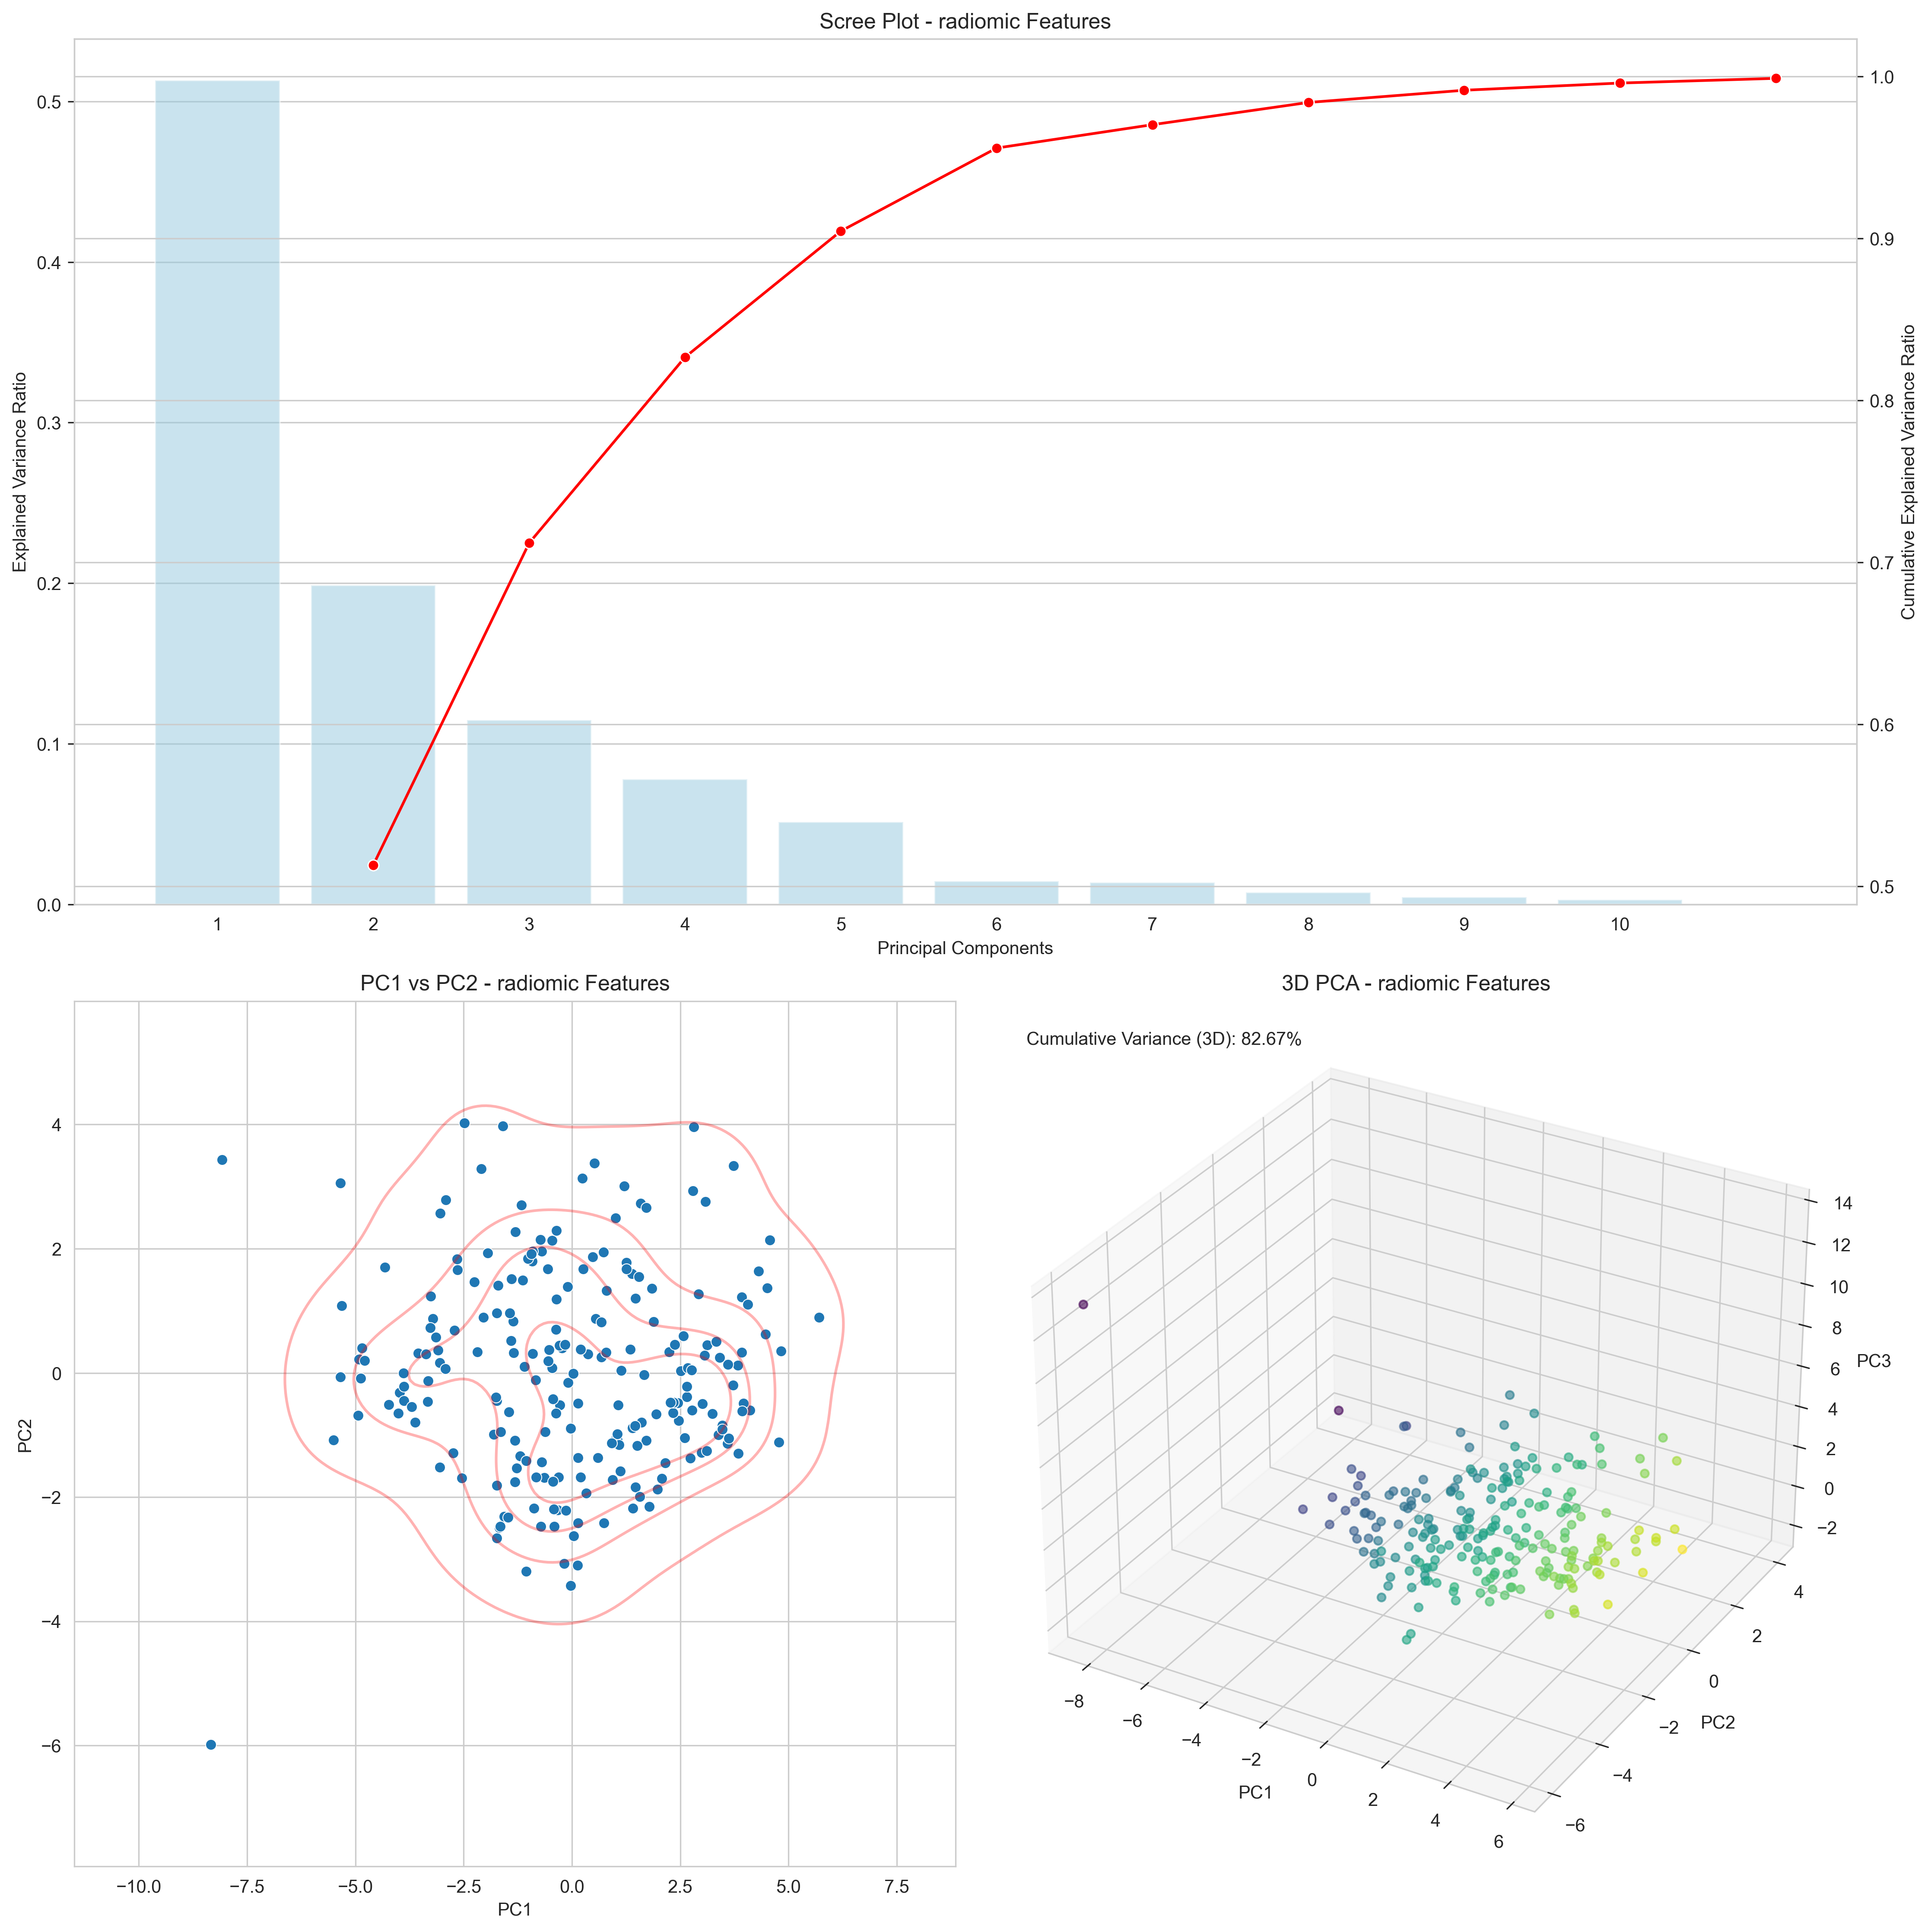 Scree Plot - radiomic Features
Explained Variance Ratio
0.5
0.4
0.3
0.2
0.1
0.0
1.0
0.9
0.8
0.7
0.6
0.5
Cumulative Explained Variance Ratio
1 2 3 4 5 6 7 8 9 10
Principal Components
PC1 vs PC2 - radiomic Features
PC2
4
2
0
−2
−4
−6
−10.0 −7.5 −5.0 −2.5 0.0 2.5 5.0 7.5
PC1
3D PCA - radiomic Features
Cumulative Variance (3D): 82.67%
14
12
10
8
6
4
2
0
−2
PC3
4
2
0
−2
−4
−6
PC2
−8
−6
−4
−2
0
2
4
6
PC1